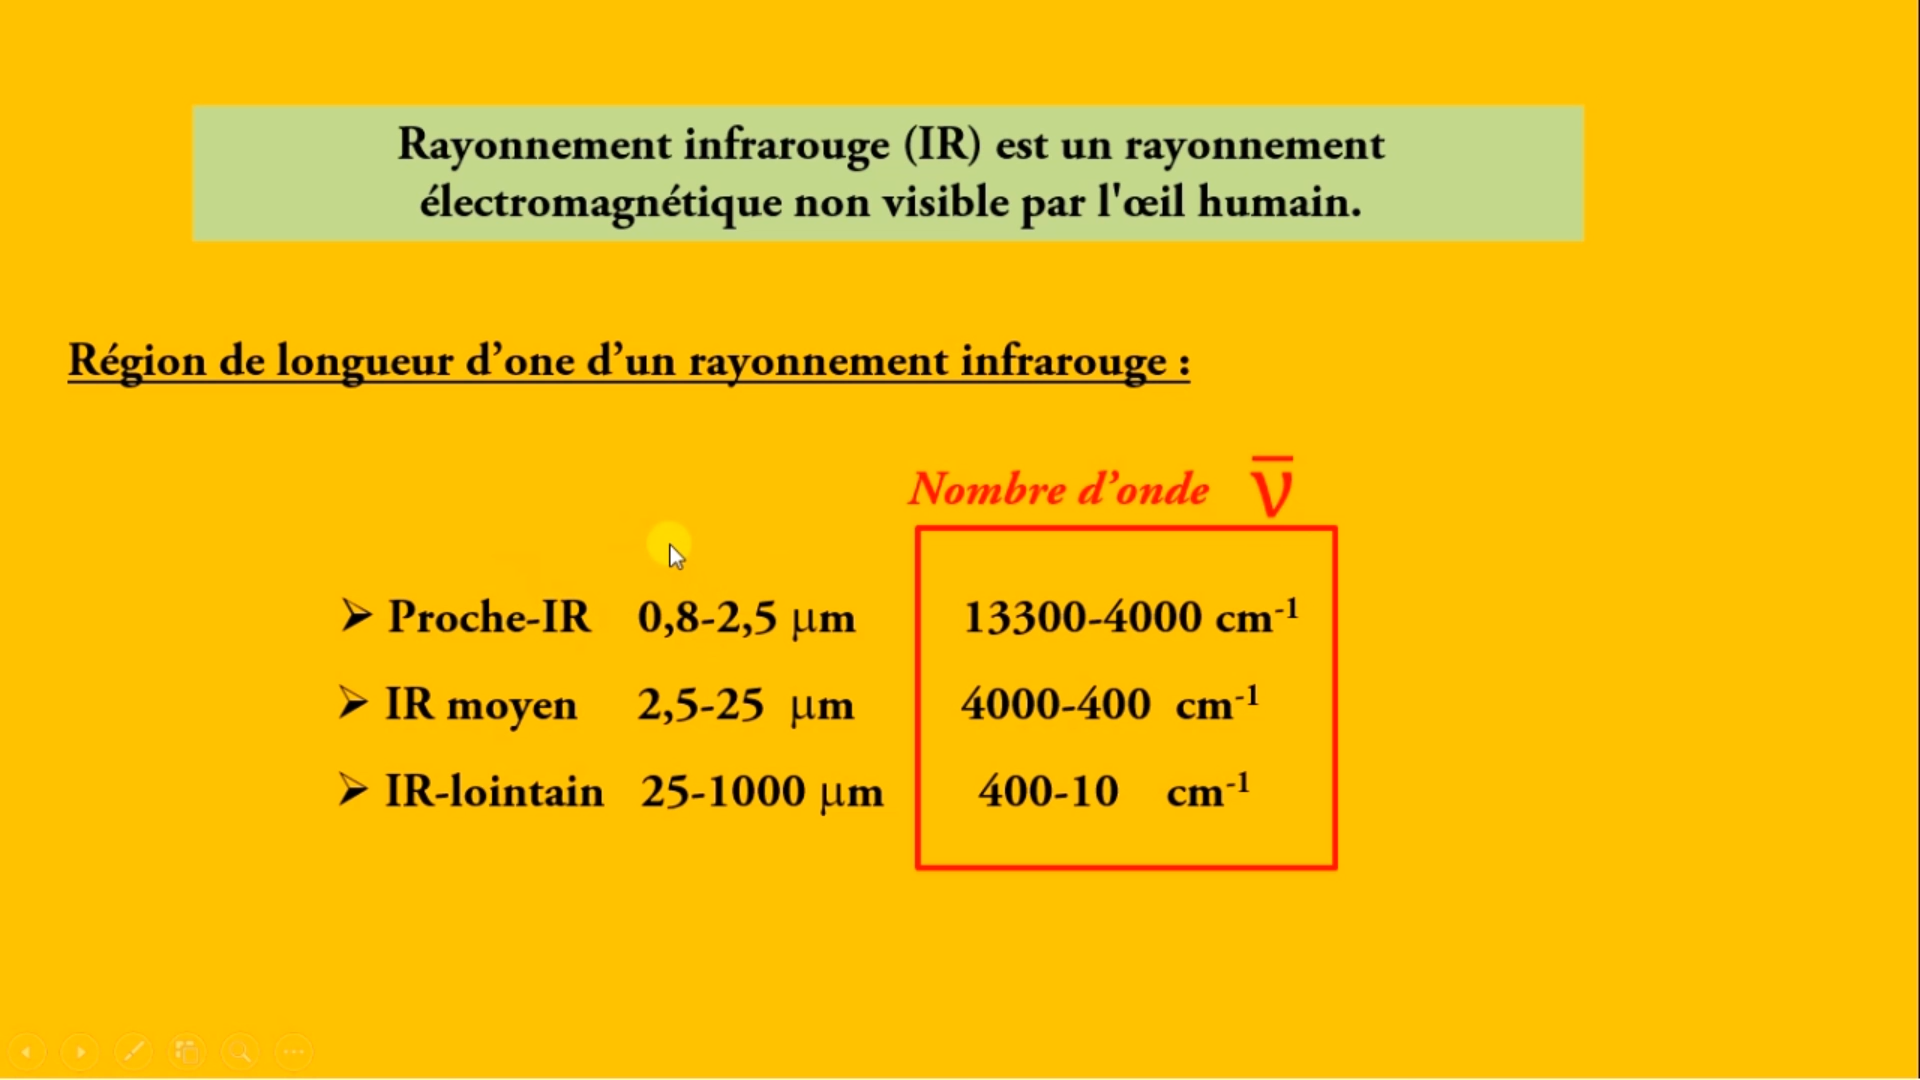 Rayonnement infrarouge (IR) est un rayonnement
électromagnétique non visible par l'œil humain.
Région de longueur d’one d’un rayonnement infrarouge :
Nombre d’onde ν̅
➢ Proche-IR 0,8-2,5 μm 13300-4000 cm⁻¹
➢ IR moyen 2,5-25 μm 4000-400 cm⁻¹
➢ IR-lointain 25-1000 μm 400-10 cm⁻¹